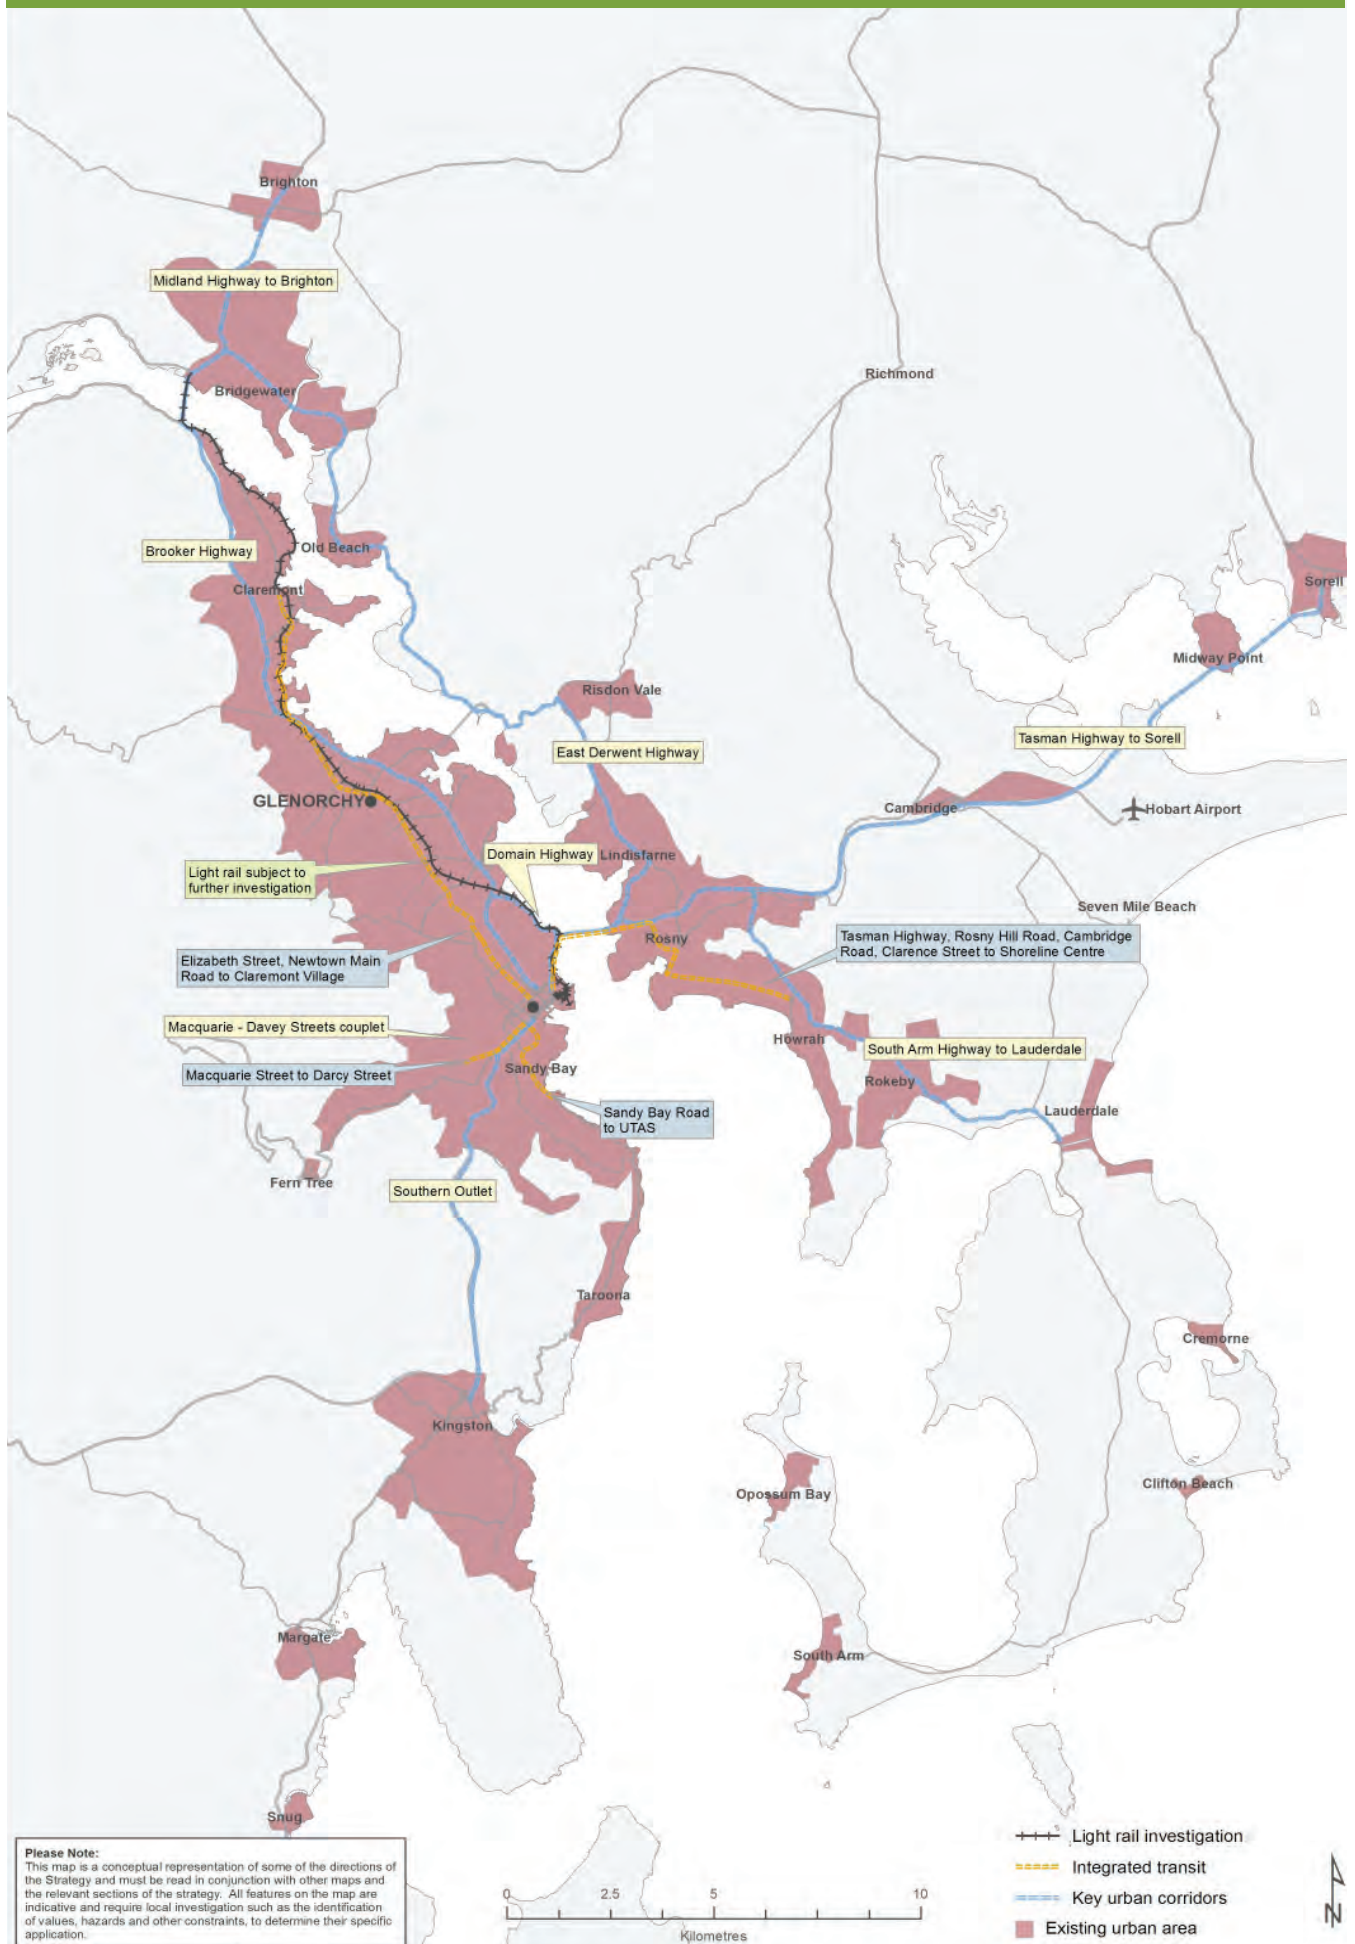 Brighton
Midland Highway to Brighton
Richmond
Bridgewater
Brooker Highway
Old Beach
Sorell
Claremont
Midway Point
Risdon Vale
Tasman Highway to Sorell
East Derwent Highway
GLENORCHY
Cambridge
Hobart Airport
Domain Highway
Lindisfarne
Light rail subject to
further investigation
Seven Mile Beach
Rosny
Tasman Highway, Rosny Hill Road, Cambridge
Road, Clarence Street to Shoreline Centre
Elizabeth Street, Newtown Main
Road to Claremont Village
Macquarie - Davey Streets couplet
Howrah
South Arm Highway to Lauderdale
Macquarie Street to Darcy Street
Sandy Bay
Rokeby
Sandy Bay Road
to UTAS
Lauderdale
Fern Tree
Southern Outlet
Taroona
Cremorne
Kingston
Clifton Beach
Opossum Bay
Margate
South Arm
Snug
Please Note:
This map is a conceptual representation of some of the directions of
the Strategy and must be read in conjunction with other maps and
the relevant sections of the strategy. All features on the map are
indicative and require local investigation such as the identification
of values, hazards and other constraints, to determine their specific
application.
0 2.5 5 10
Kilometres
Light rail investigation
Integrated transit
Key urban corridors
Existing urban area
N